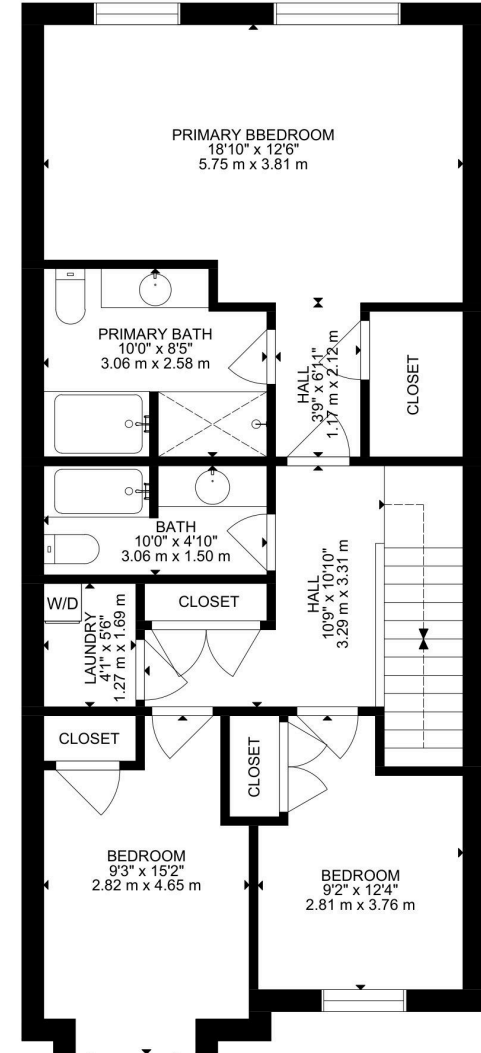 PRIMARY BBEDROOM
18'10" x 12'6"
5.75 m x 3.81 m
PRIMARY BATH
10'0" x 8'5"
3.06 m x 2.58 m
HALL
3'9" x 6'11"
1.17 m x 2.12 m
CLOSET
BATH
10'0" x 4'10"
3.06 m x 1.50 m
HALL
10'9" x 10'10"
3.29 m x 3.31 m
W/D
LAUNDRY
4'1" x 5'6"
1.27 m x 1.69 m
CLOSET
CLOSET
CLOSET
BEDROOM
9'3" x 15'2"
2.82 m x 4.65 m
BEDROOM
9'2" x 12'4"
2.81 m x 3.76 m